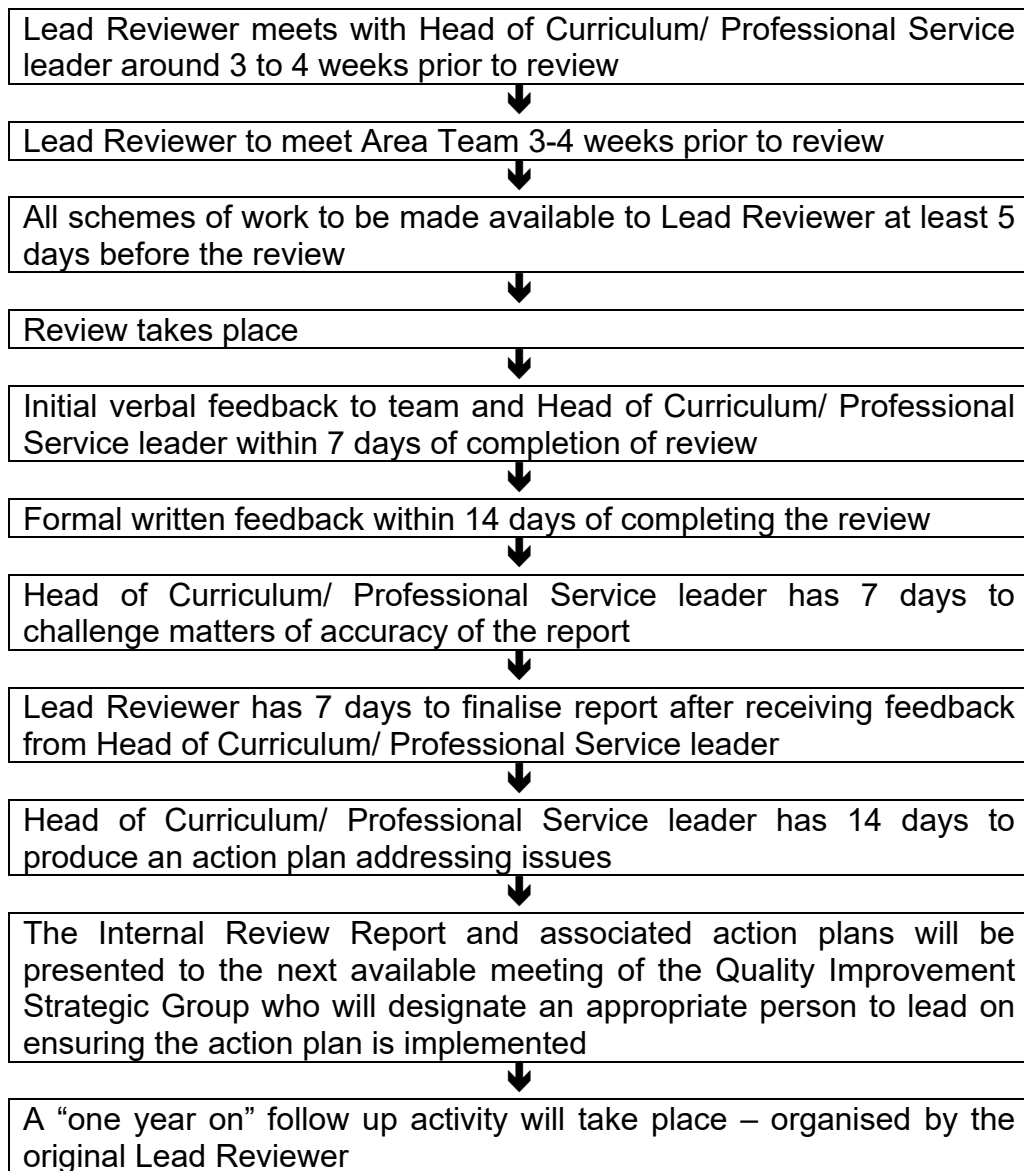 Lead Reviewer meets with Head of Curriculum/ Professional Service
leader around 3 to 4 weeks prior to review
Lead Reviewer to meet Area Team 3-4 weeks prior to review
All schemes of work to be made available to Lead Reviewer at least 5
days before the review
Review takes place
Initial verbal feedback to team and Head of Curriculum/ Professional
Service leader within 7 days of completion of review
Formal written feedback within 14 days of completing the review
Head of Curriculum/ Professional Service leader has 7 days to
challenge matters of accuracy of the report
Lead Reviewer has 7 days to finalise report after receiving feedback
from Head of Curriculum/ Professional Service leader
Head of Curriculum/ Professional Service leader has 14 days to
produce an action plan addressing issues
The Internal Review Report and associated action plans will be
presented to the next available meeting of the Quality Improvement
Strategic Group who will designate an appropriate person to lead on
ensuring the action plan is implemented
A “one year on” follow up activity will take place – organised by the
original Lead Reviewer